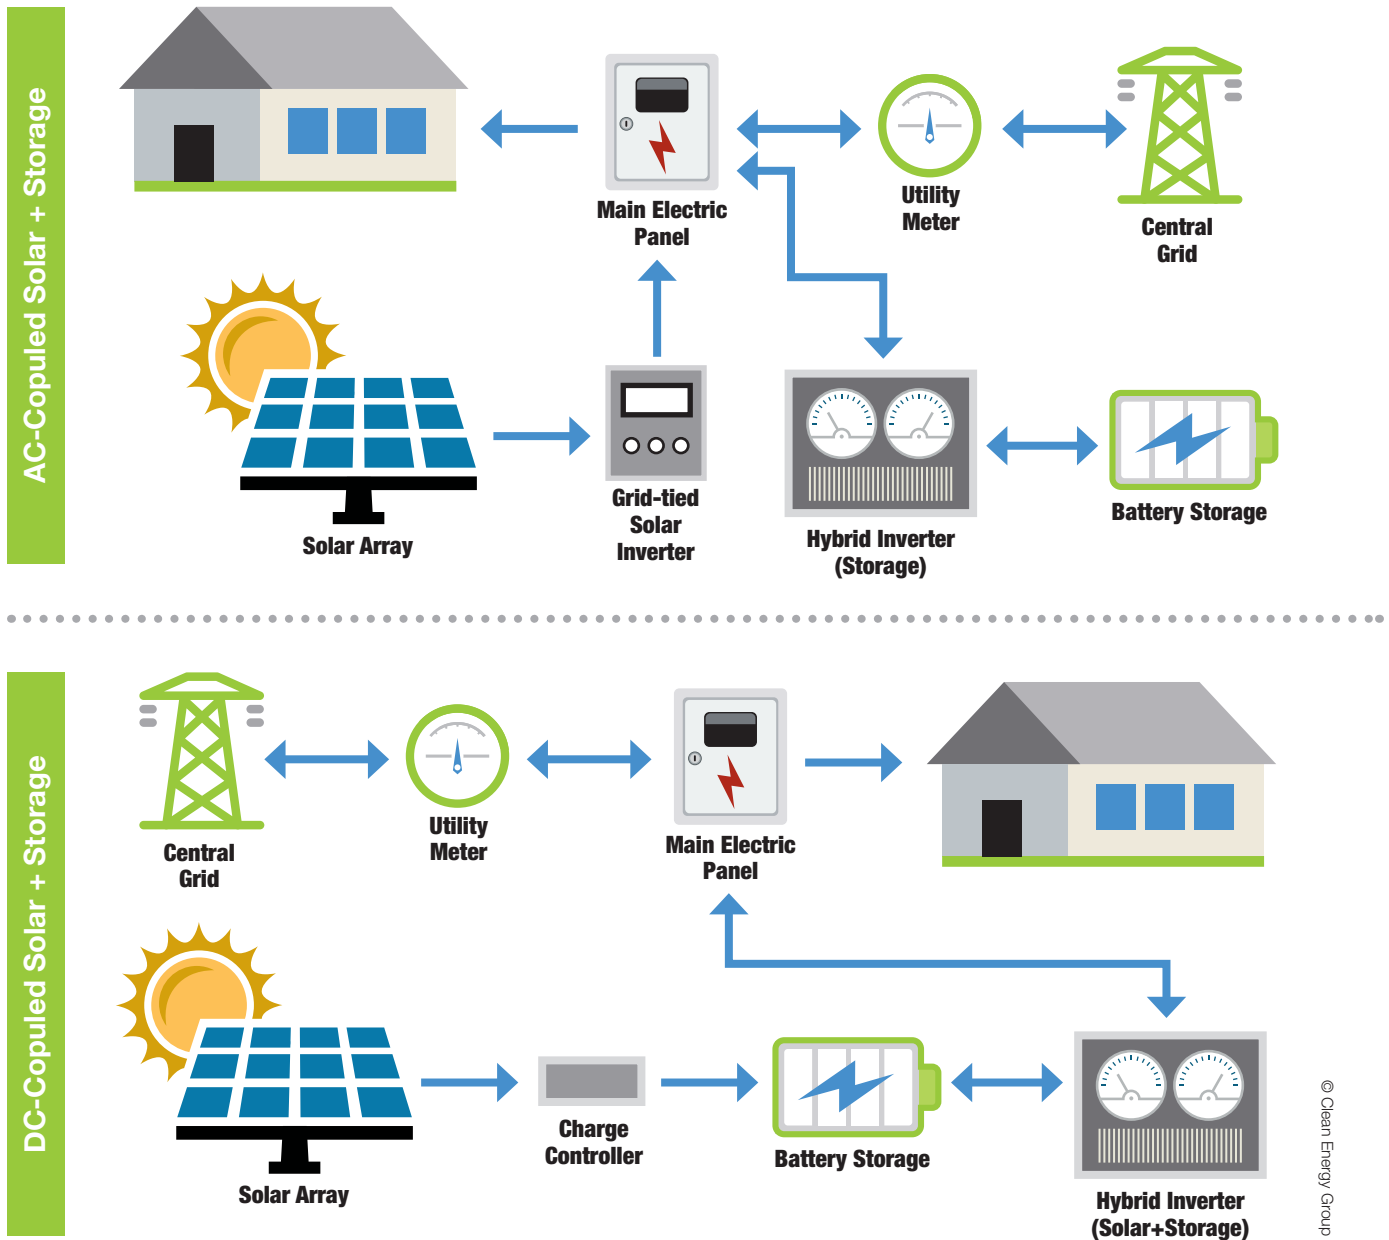 AC-Copuled Solar + Storage
Main Electric
Panel
Utility
Meter
Central
Grid
Solar Array
Grid-tied
Solar
Inverter
Hybrid Inverter
(Storage)
Battery Storage
DC-Copuled Solar + Storage
Central
Grid
Utility
Meter
Main Electric
Panel
Solar Array
Charge
Controller
Battery Storage
Hybrid Inverter
(Solar+Storage)
© Clean Energy Group